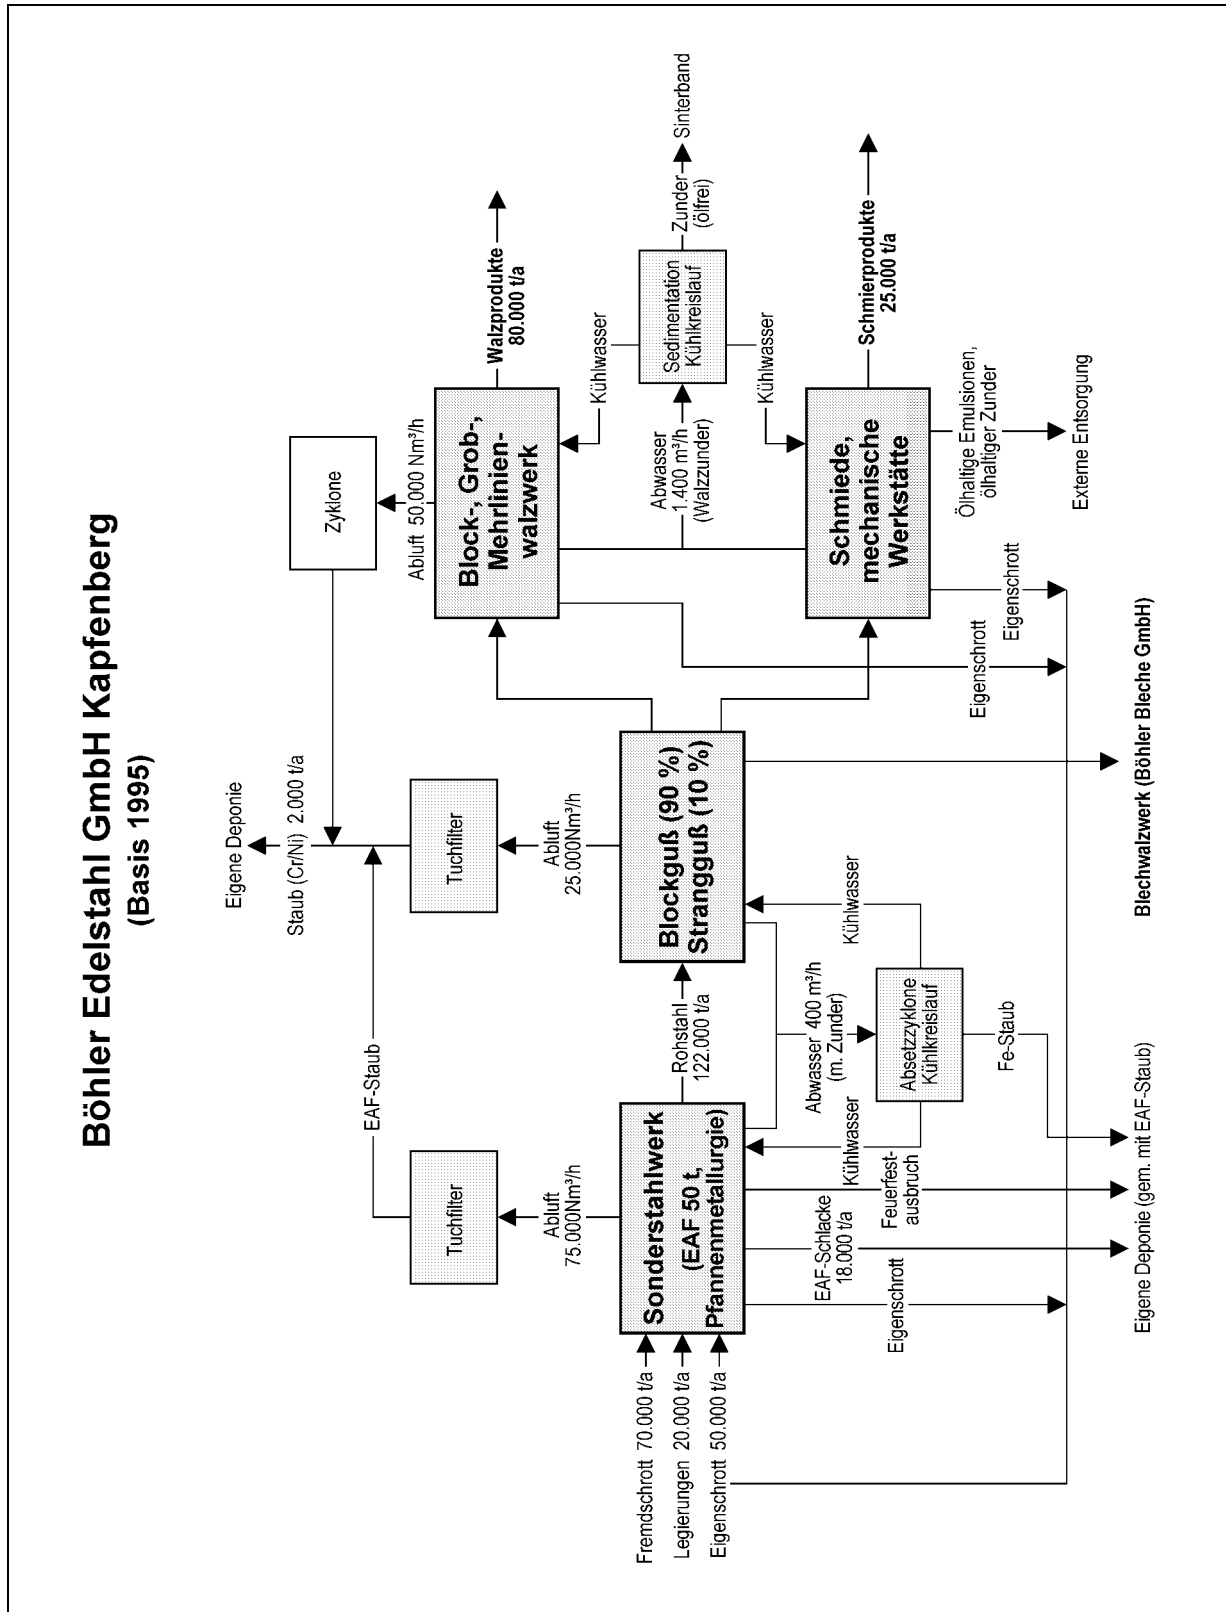 Böhler Edelstahl GmbH Kapfenberg
(Basis 1995)
Eigene Deponie
Staub (Cr/Ni) 2.000 t/a
EAF-Staub
Tuchfilter
Tuchfilter
Zyklone
Abluft
75.000Nm³/h
Abluft
25.000Nm³/h
Abluft 50.000 Nm³/h
Fremdschrott 70.000 t/a
Legierungen 20.000 t/a
Eigenschrott 50.000 t/a
Sonderstahlwerk
(EAF 50 t,
Pfannenmetallurgie)
Rohstahl
122.000 t/a
Blockguß (90 %)
Strangguß (10 %)
Block-, Grob-,
Mehrlinien-
walzwerk
Walzprodukte
80.000 t/a
Kühlwasser
Abwasser
1.400 m³/h
(Walzzunder)
Sedimentation
Kühlkreislauf
Zunder
(ölfrei)
Sinterband
Kühlwasser
Schmiede,
mechanische
Werkstätte
Schmierprodukte
25.000 t/a
Eigenschrott
EAF-Schlacke
18.000 t/a
Feuerfest-
ausbruch
Kühlwasser
Abwasser 400 m³/h
(m. Zunder)
Kühlwasser
Absetzzyklone
Kühlkreislauf
Fe-Staub
Eigenschrott
Eigenschrott
Ölhaltige Emulsionen,
ölhaltiger Zunder
Externe Entsorgung
Eigene Deponie (gem. mit EAF-Staub)
Blechwalzwerk (Böhler Bleche GmbH)